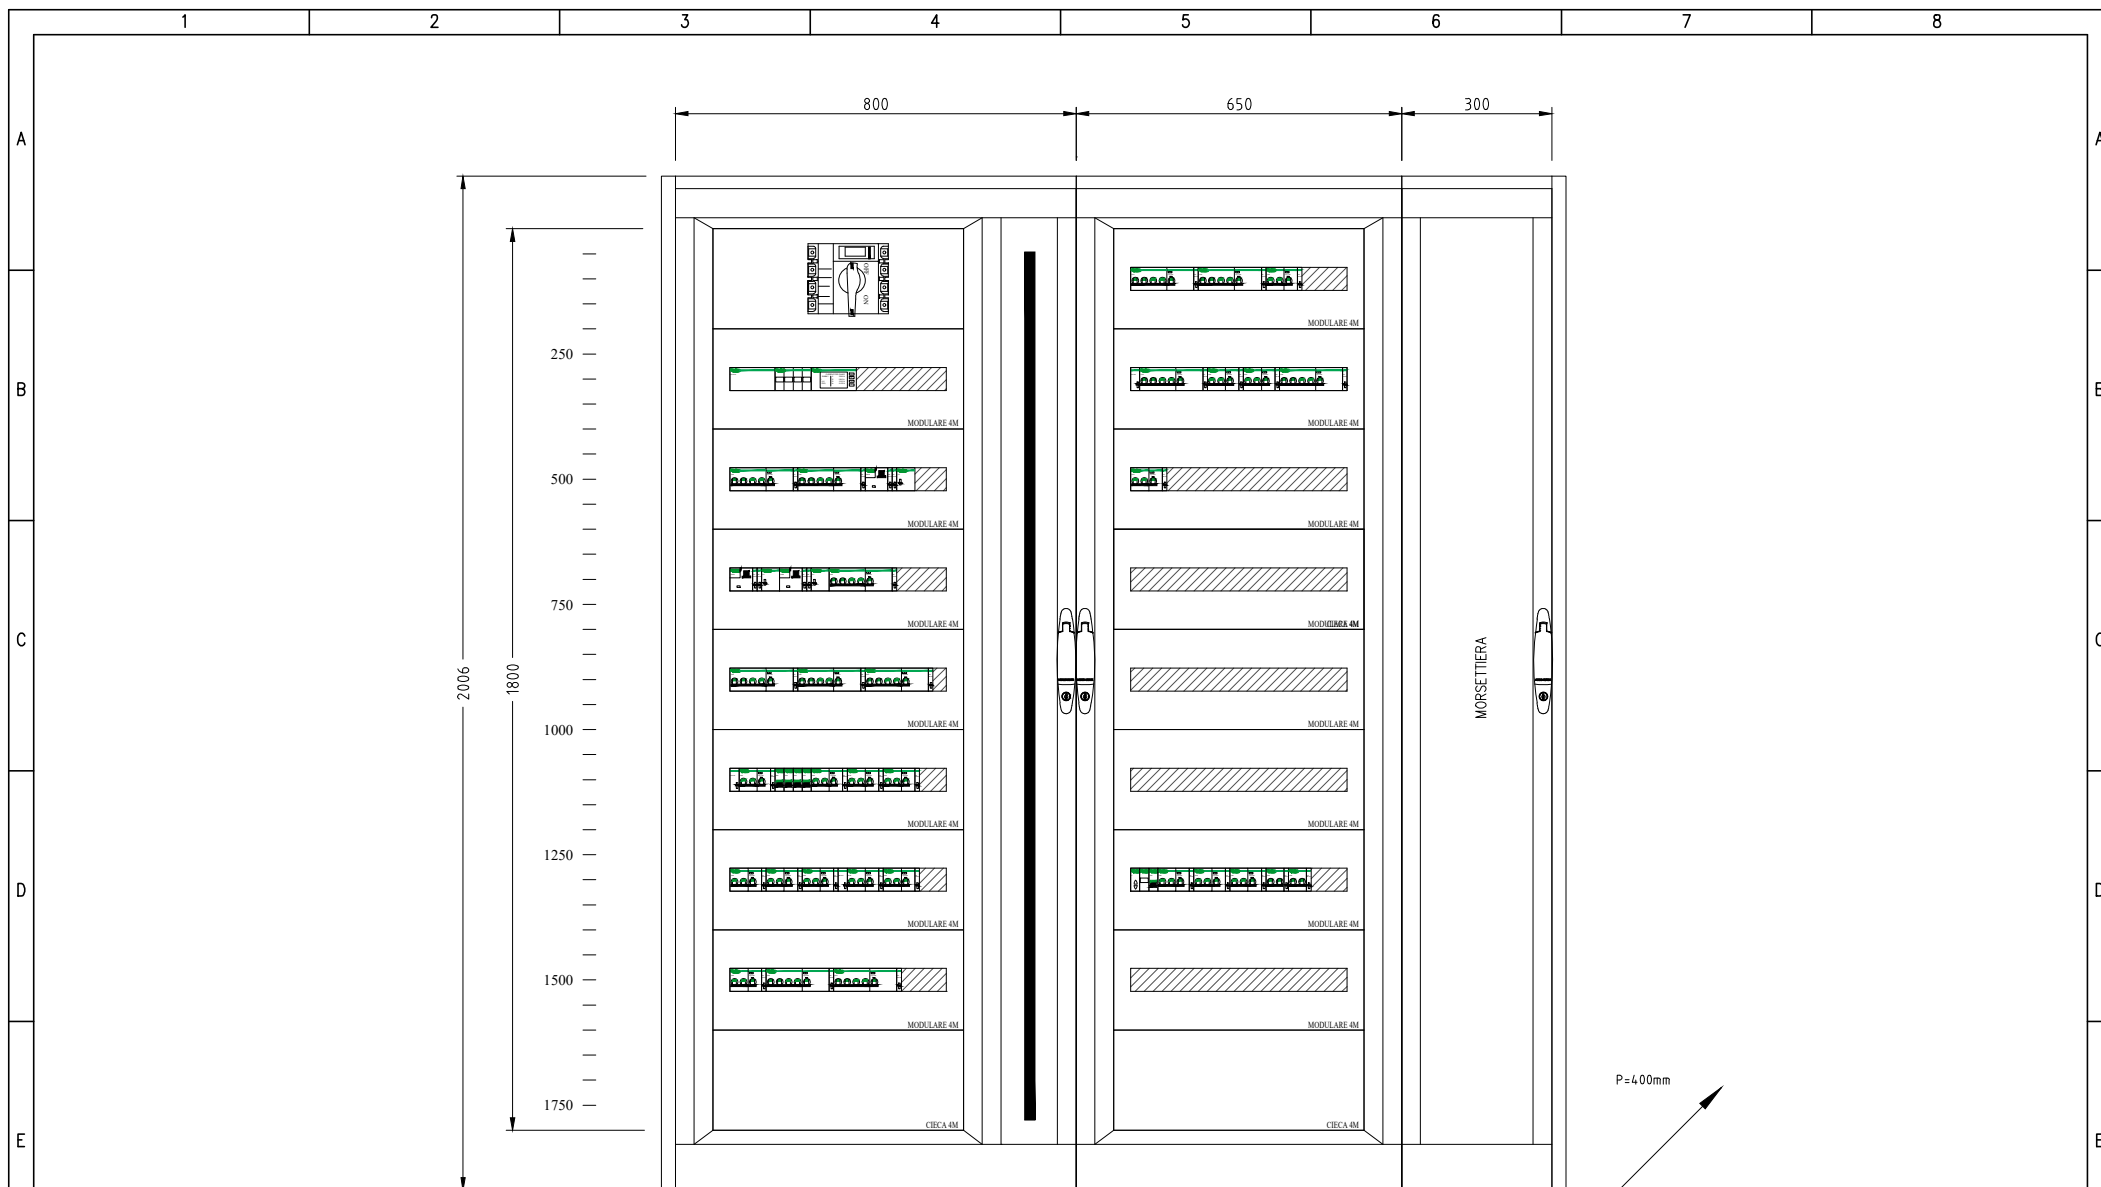 1 2 3 4 5 6 7 8
800 650 300
A A
OFF
ON
MODULARE 4M
250
B B
MODULARE 4M MODULARE 4M
500
MODULARE 4M MODULARE 4M
750
MODULARE 4M
C C
2006
1800
MORSETTIERA
1000
MODULARE 4M MODULARE 4M
MODULARE 4M MODULARE 4M
1250
D D
MODULARE 4M MODULARE 4M
1500
MODULARE 4M MODULARE 4M
P=400mm
1750
CIECA 4M CIECA 4M
E E